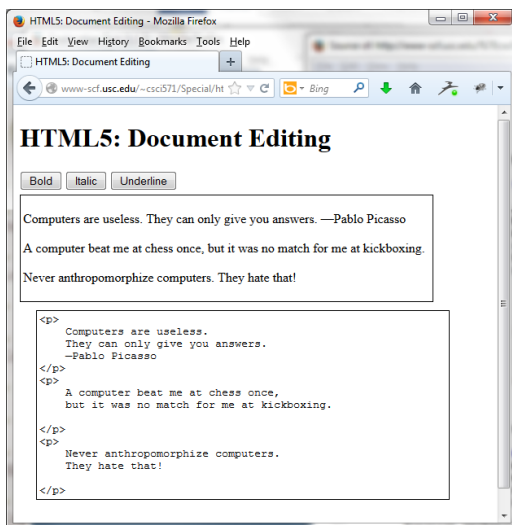 HTML5: Document Editing - Mozilla Firefox
File Edit View History Bookmarks Tools Help
HTML5: Document Editing +
www-scf.usc.edu/~csci571/Special/ht Bing
HTML5: Document Editing
Bold Italic Underline
Computers are useless. They can only give you answers. —Pablo Picasso
A computer beat me at chess once, but it was no match for me at kickboxing.
Never anthropomorphize computers. They hate that!
<p>
    Computers are useless.
    They can only give you answers.
    —Pablo Picasso
</p>
<p>
    A computer beat me at chess once,
    but it was no match for me at kickboxing.
</p>
<p>
    Never anthropomorphize computers.
    They hate that!
</p>